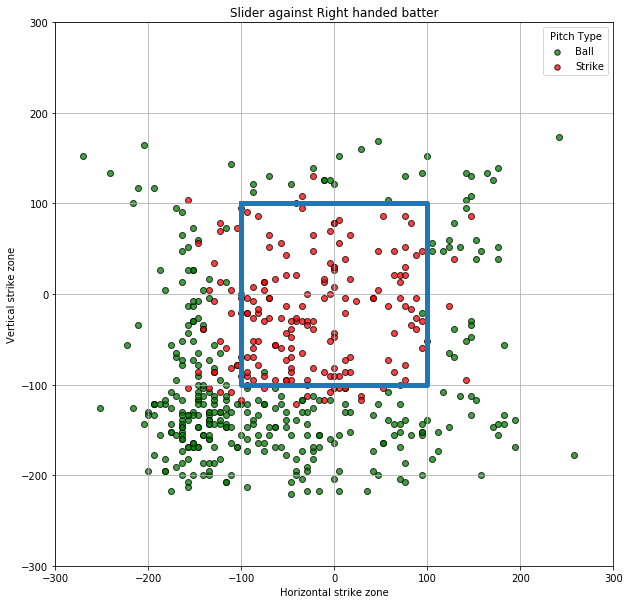 Slider against Right handed batter
Pitch Type
Ball
Strike
300
200
100
0
−100
−200
−300
Vertical strike zone
−300
−200
−100
0
100
200
300
Horizontal strike zone